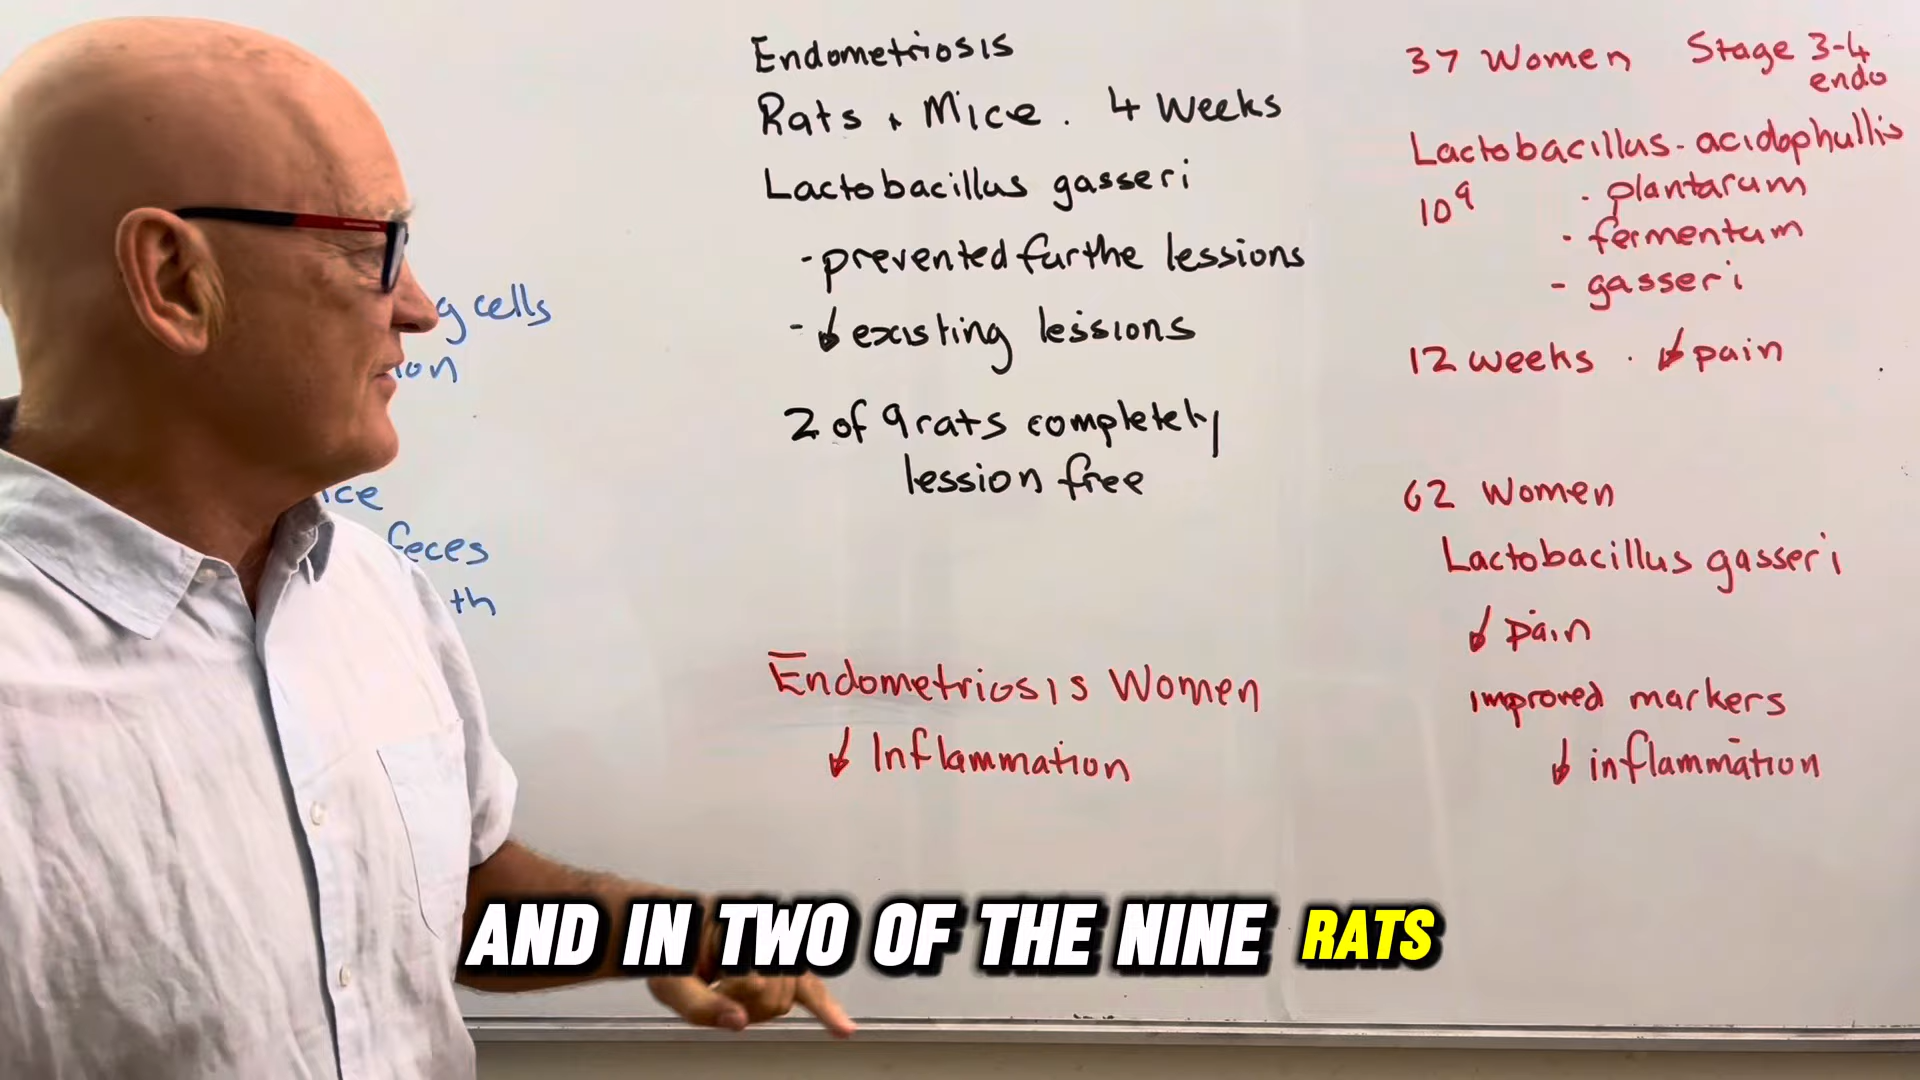 g cells
ion
ice
feces
th
Endometriosis
Rats + Mice . 4 Weeks
Lactobacillus gasseri
- prevented furthe lessions
- ↓ existing lessions
2 of 9 rats completely
lession free
Endometriosis Women
↓ Inflammation
37 Women Stage 3-4
endo
Lactobacillus - acidophullis
10⁹ - plantarum
- fermentum
- gasseri
12 weeks . ↓ pain
62 Women
Lactobacillus gasseri
↓ pain
improved markers
↓ inflammation
AND IN TWO OF THE NINE RATS